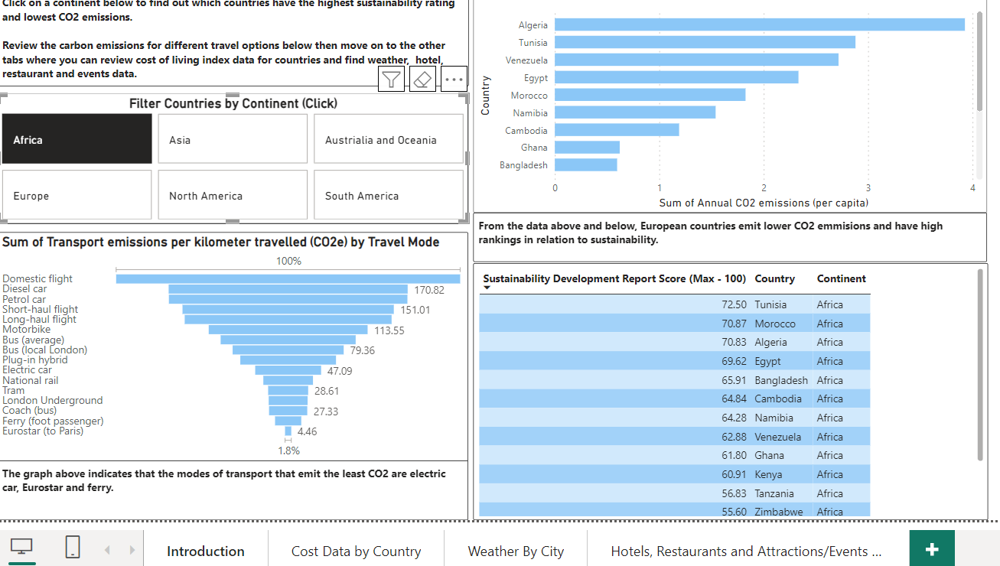 Click on a continent below to find out which countries have the highest sustainability rating
and lowest CO2 emissions.
Review the carbon emissions for different travel options below then move on to the other
tabs where you can review cost of living index data for countries and find weather, hotel,
restaurant and events data.
Filter Countries by Continent (Click)
Africa
Asia
Austrialia and Oceania
Europe
North America
South America
Sum of Transport emissions per kilometer travelled (CO2e) by Travel Mode
100%
Domestic flight
Diesel car
170.82
Petrol car
Short-haul flight
151.01
Long-haul flight
Motorbike
113.55
Bus (average)
Bus (local London)
79.36
Plug-in hybrid
Electric car
47.09
National rail
Tram
28.61
London Underground
Coach (bus)
27.33
Ferry (foot passenger)
Eurostar (to Paris)
4.46
1.8%
The graph above indicates that the modes of transport that emit the least CO2 are electric
car, Eurostar and ferry.
Country
Algeria
Tunisia
Venezuela
Egypt
Morocco
Namibia
Cambodia
Ghana
Bangladesh
0 1 2 3 4
Sum of Annual CO2 emissions (per capita)
From the data above and below, European countries emit lower CO2 emmisions and have high
rankings in relation to sustainability.
Sustainability Development Report Score (Max - 100) Country Continent
72.50 Tunisia Africa
70.87 Morocco Africa
70.83 Algeria Africa
69.62 Egypt Africa
65.91 Bangladesh Africa
64.84 Cambodia Africa
64.28 Namibia Africa
62.88 Venezuela Africa
61.80 Ghana Africa
60.91 Kenya Africa
56.83 Tanzania Africa
55.60 Zimbabwe Africa
Introduction
Cost Data by Country
Weather By City
Hotels, Restaurants and Attractions/Events ...